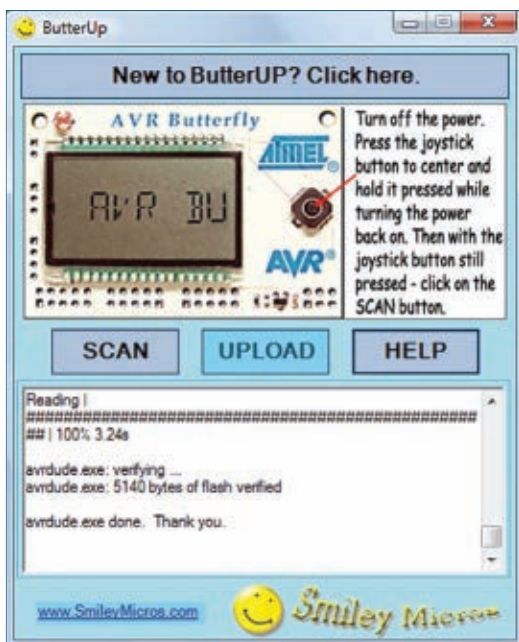 ButterUp
New to ButterUP? Click here.
AVR Butterfly
ATMEL®
AVR BU
AVR®
Turn off the power.
Press the joystick
button to center and
hold it pressed while
turning the power
back on. Then with the
joystick button still
pressed - click on the
SCAN button.
SCAN
UPLOAD
HELP
Reading |
##################################################
## | 100% 3.24s
avrdude.exe: verifying ...
avrdude.exe: 5140 bytes of flash verified
avrdude.exe done. Thank you.
www.SmileyMicros.com
Smiley Micros